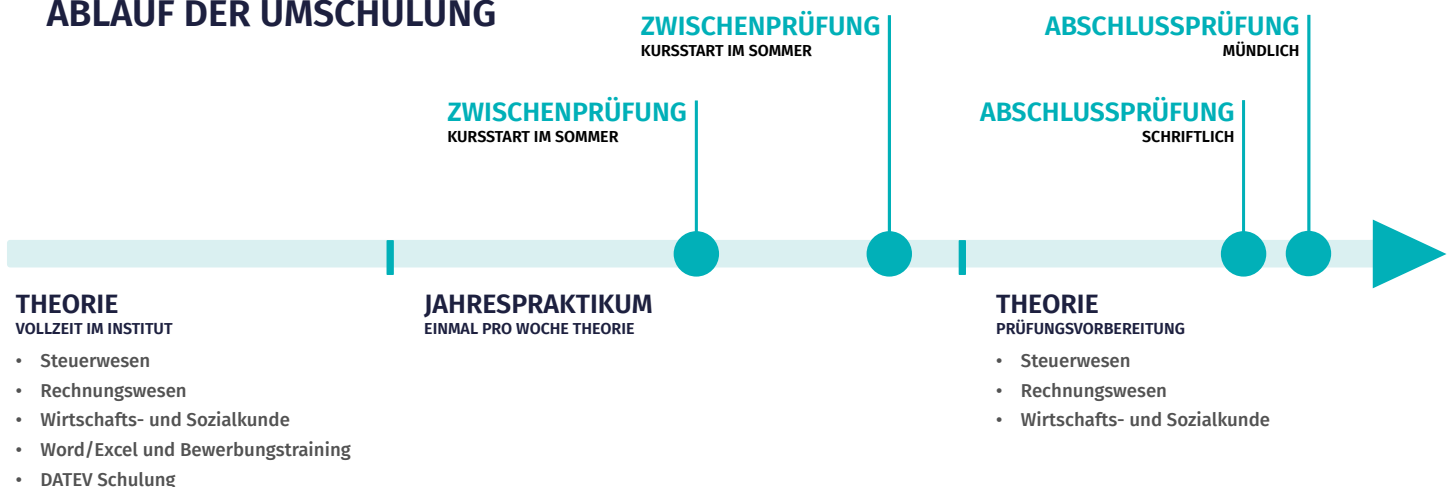 ABLAUF DER UMSCHULUNG
ZWISCHENPRÜFUNG
KURSSTART IM SOMMER
ZWISCHENPRÜFUNG
KURSSTART IM SOMMER
ABSCHLUSSPRÜFUNG
SCHRIFTLICH
ABSCHLUSSPRÜFUNG
MÜNDLICH
THEORIE
VOLLZEIT IM INSTITUT
• Steuerwesen
• Rechnungswesen
• Wirtschafts- und Sozialkunde
• Word/Excel und Bewerbungstraining
• DATEV Schulung
JAHRESPRAKTIKUM
EINMAL PRO WOCHE THEORIE
THEORIE
PRÜFUNGSVORBEREITUNG
• Steuerwesen
• Rechnungswesen
• Wirtschafts- und Sozialkunde